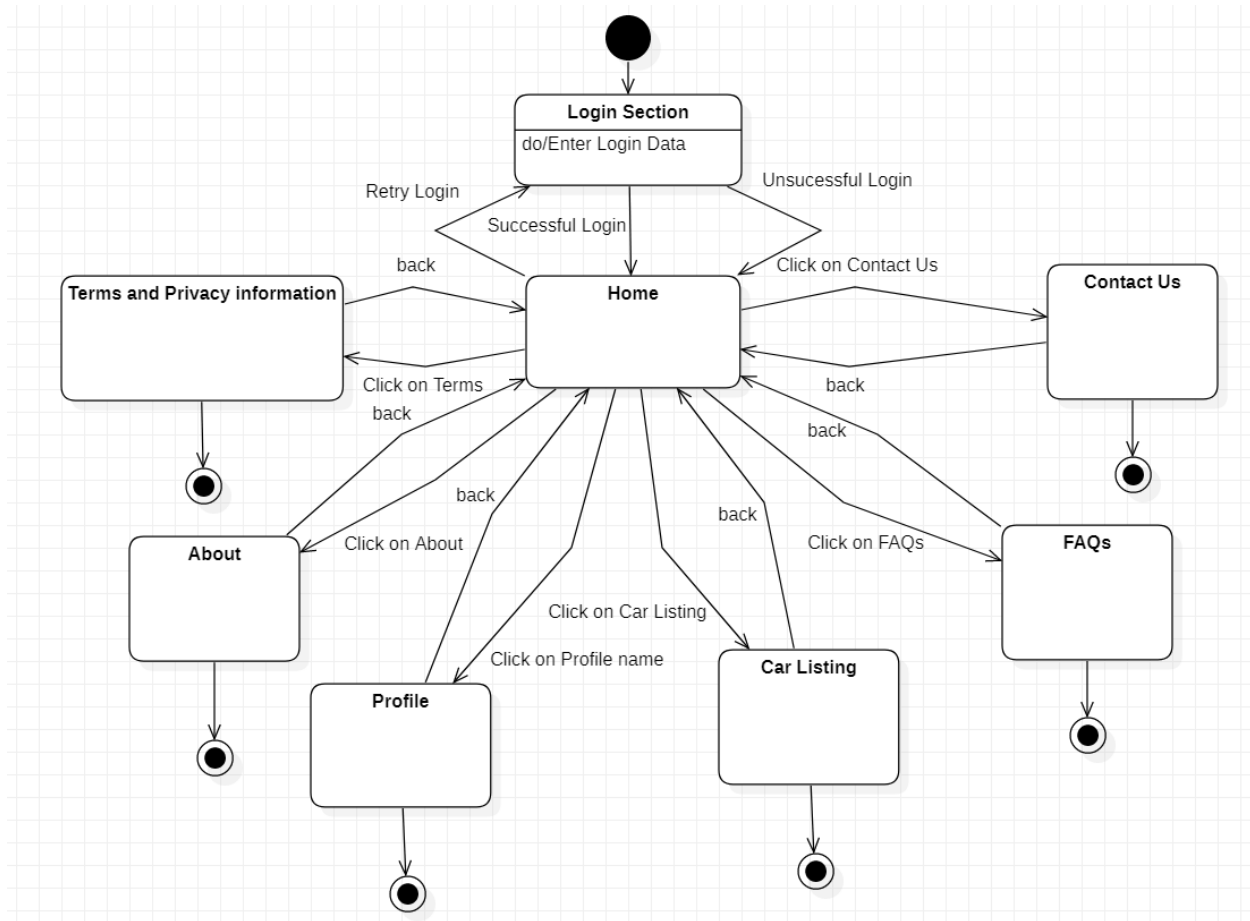 Login Section
do/Enter Login Data
Retry Login
Unsucessful Login
Successful Login
back
Click on Contact Us
Terms and Privacy information
Home
Contact Us
Click on Terms
back
back
back
back
back
Click on About
Click on FAQs
About
FAQs
Click on Car Listing
Click on Profile name
Car Listing
Profile